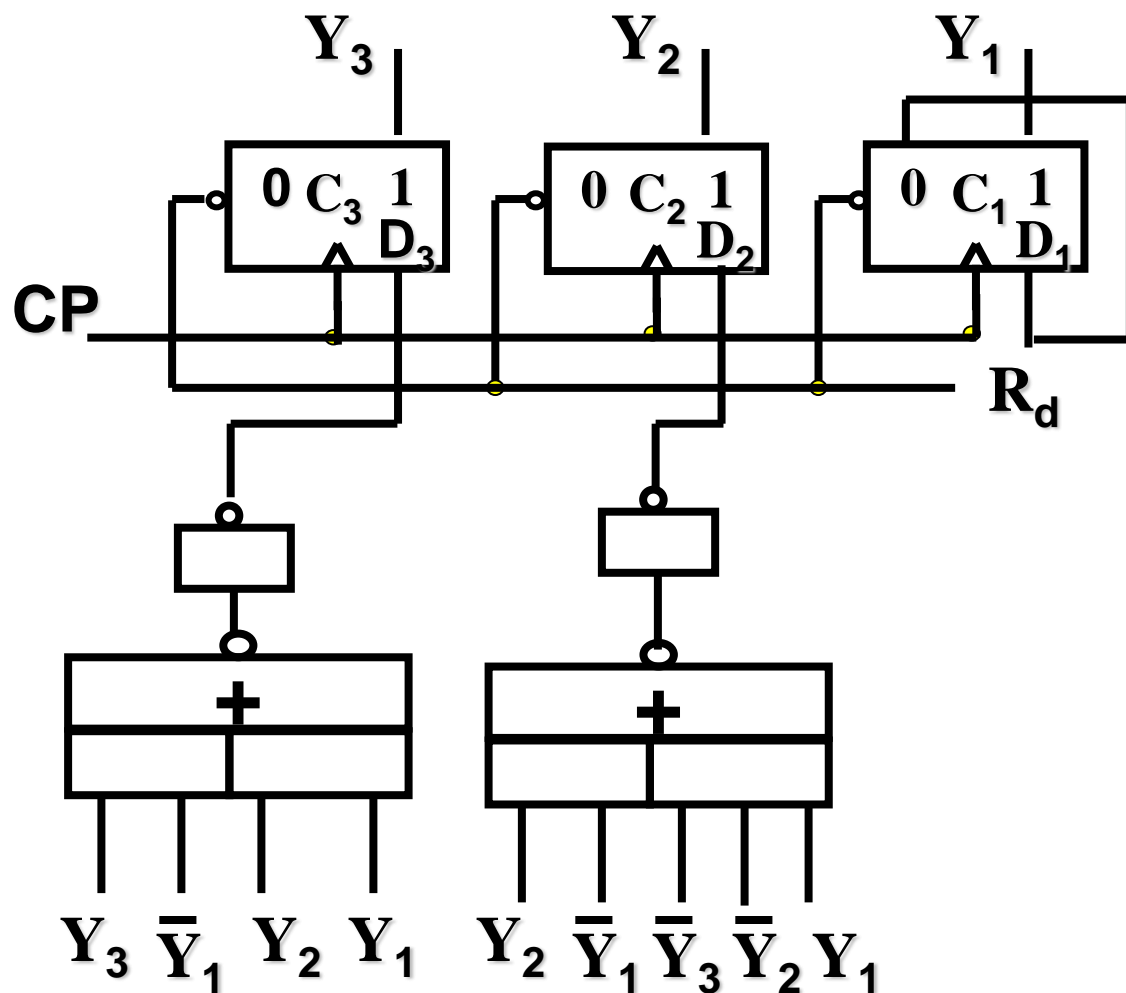 Y₃ Y₂ Y₁
0 C₃ 1 0 C₂ 1 0 C₁ 1
D₃ D₂ D₁
CP
R_d
+ +
Y₃ Y̅₁ Y₂ Y₁ Y₂ Y̅₁ Y̅₃ Y̅₂ Y₁